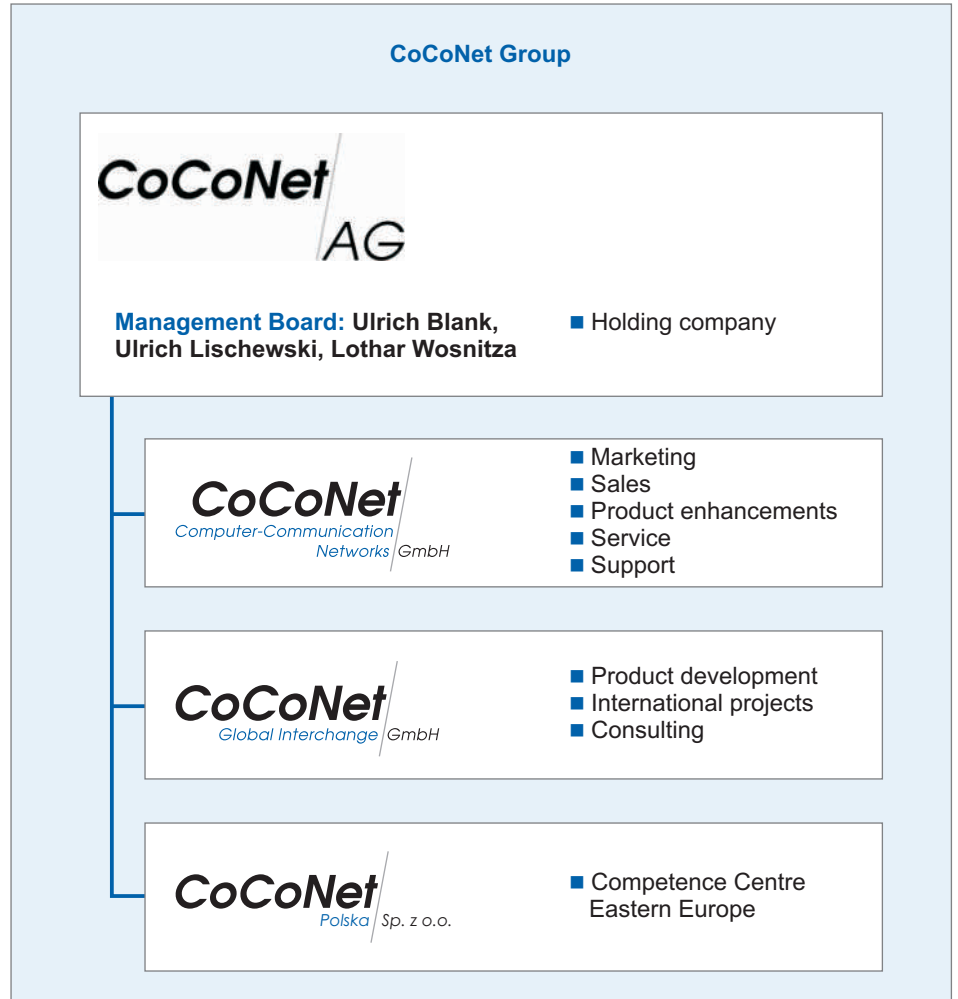 CoCoNet Group
CoCoNet
AG
Management Board: Ulrich Blank,
Ulrich Lischewski, Lothar Wosnitza
■ Holding company
CoCoNet
Computer-Communication
Networks GmbH
■ Marketing
■ Sales
■ Product enhancements
■ Service
■ Support
CoCoNet
Global Interchange GmbH
■ Product development
■ International projects
■ Consulting
CoCoNet
Polska Sp. z o.o.
■ Competence Centre
Eastern Europe